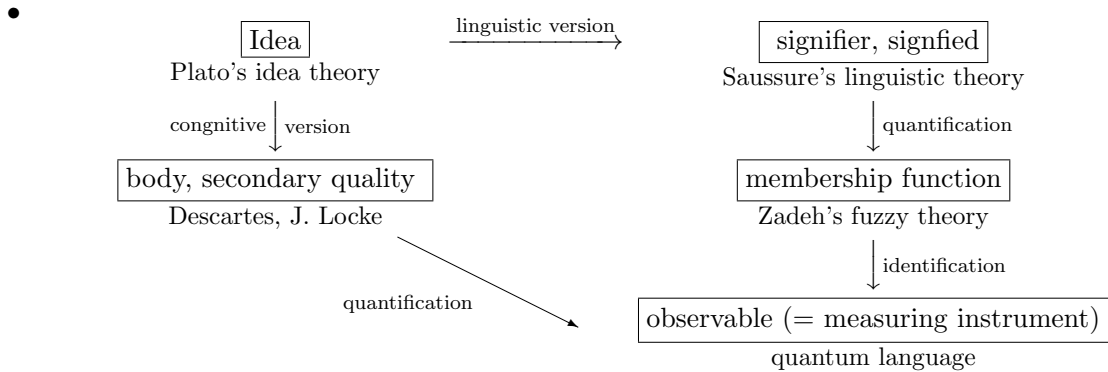 •
Idea
linguistic version
signifier, signfied
Plato's idea theory
Saussure's linguistic theory
congnitive version
quantification
body, secondary quality
membership function
Descartes, J. Locke
Zadeh's fuzzy theory
identification
quantification
observable (= measuring instrument)
quantum language